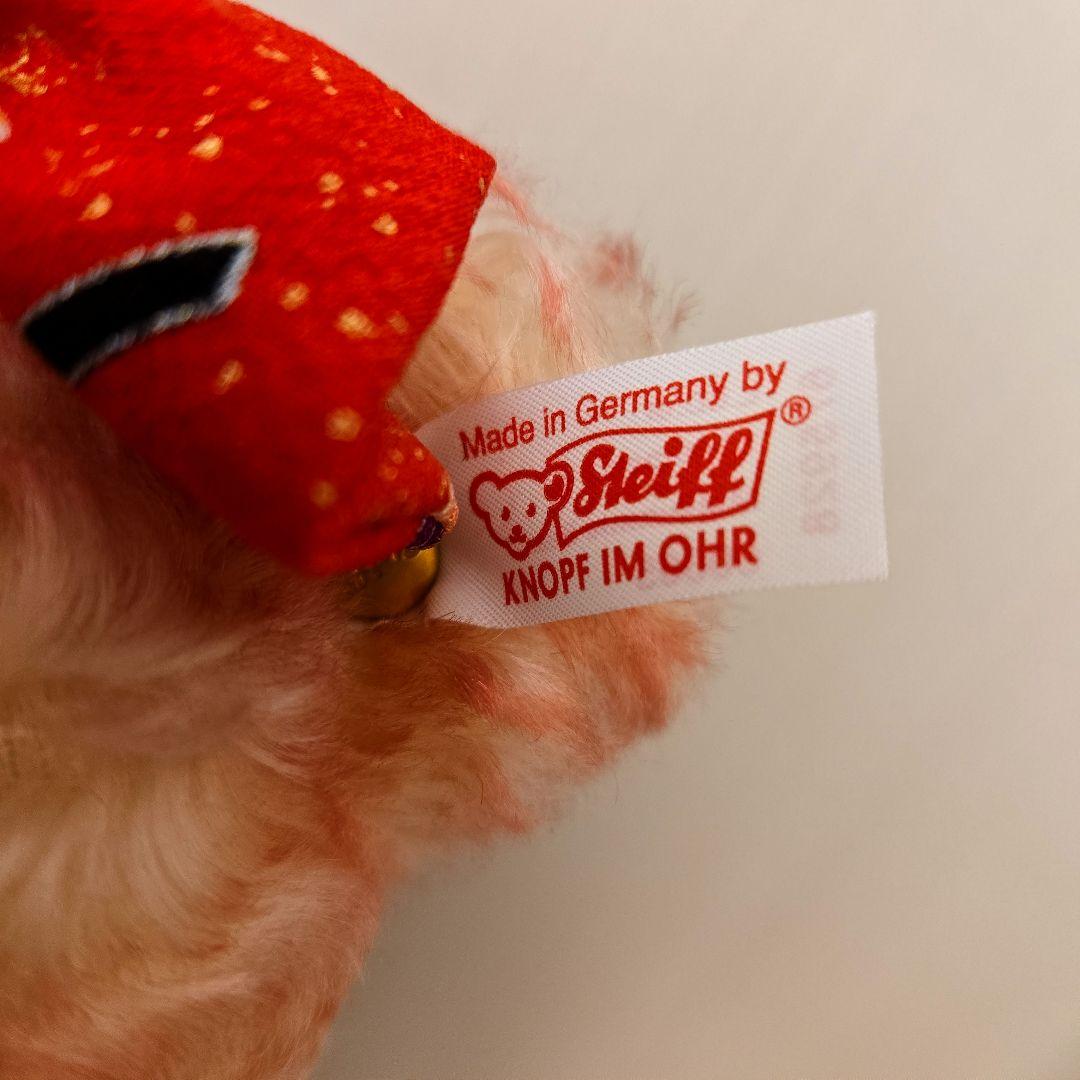 Made in Germany by
Steiff®
KNOPF IM OHR